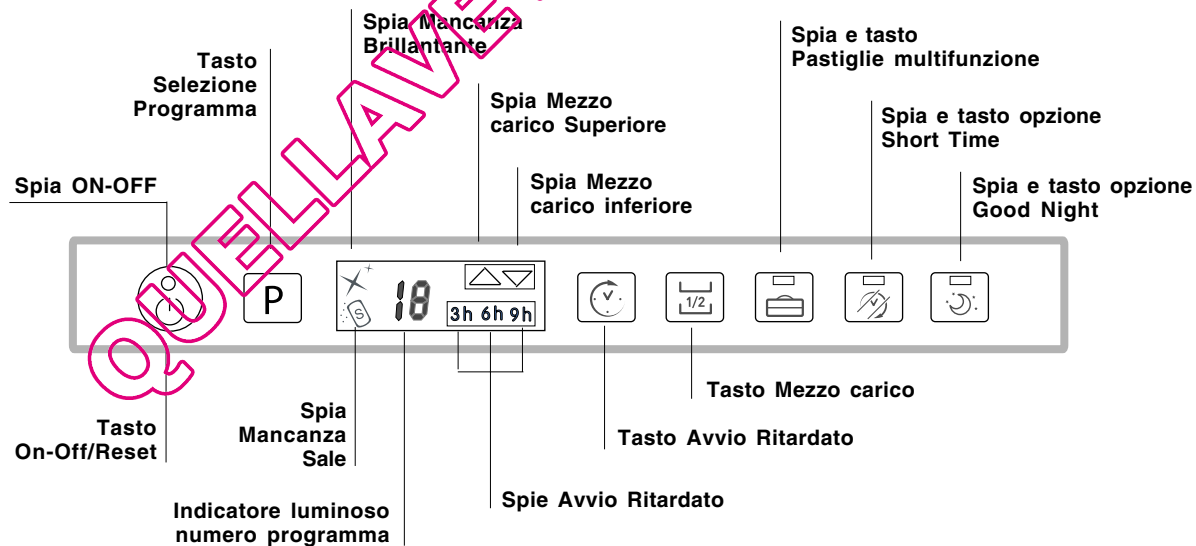 Spia Mancanza
Brillantante
Tasto
Selezione
Programma
Spia Mezzo
carico Superiore
Spia e tasto
Pastiglie multifunzione
Spia e tasto opzione
Short Time
Spia ON-OFF
Spia Mezzo
carico inferiore
Spia e tasto opzione
Good Night
P
S
18
3h 6h 9h
1/2
QUELLAVE
Tasto
On-Off/Reset
Spia
Mancanza
Sale
Tasto Mezzo carico
Tasto Avvio Ritardato
Spie Avvio Ritardato
Indicatore luminoso
numero programma